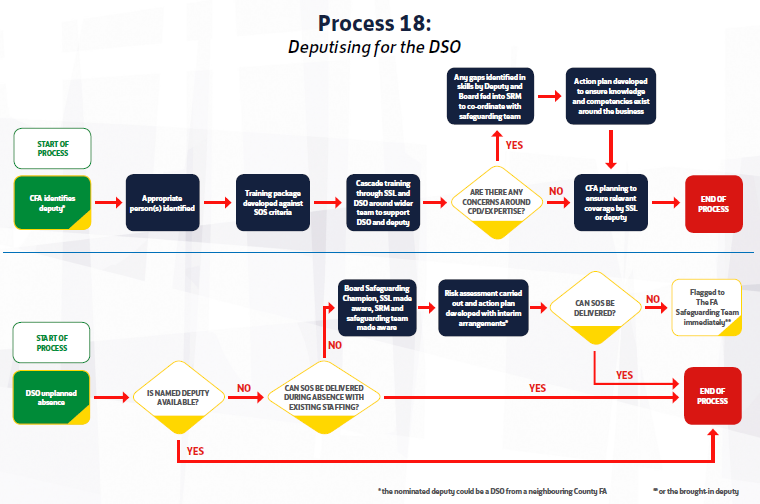 Process 18:
Deputising for the DSO
Any gaps identified in
skills by Deputy and
Board fed into SRM
to co-ordinate with
safeguarding team
Action plan developed
to ensure knowledge
and competencies exist
around the business
YES
START OF
PROCESS
CFA identifies
deputy*
Appropriate
person(s) identified
Training package
developed against
SOS criteria
Cascade training
through SSL and
DSO around wider
team to support
DSO and deputy
ARE THERE ANY
CONCERNS AROUND
CPD/EXPERTISE?
NO
CFA planning to
ensure relevant
coverage by SSL
or deputy
END OF
PROCESS
Board Safeguarding
Champion, SSL made
aware, SRM and
safeguarding team
made aware
Risk assessment carried
out and action plan
developed with interim
arrangements*
CAN SOS BE
DELIVERED?
NO
Flagged to
The FA
Safeguarding Team
immediately**
START OF
PROCESS
NO
YES
DSO unplanned
absence
IS NAMED DEPUTY
AVAILABLE?
NO
CAN SOS BE DELIVERED
DURING ABSENCE WITH
EXISTING STAFFING?
YES
END OF
PROCESS
YES
*the nominated deputy could be a DSO from a neighbouring County FA
** or the brought-in deputy